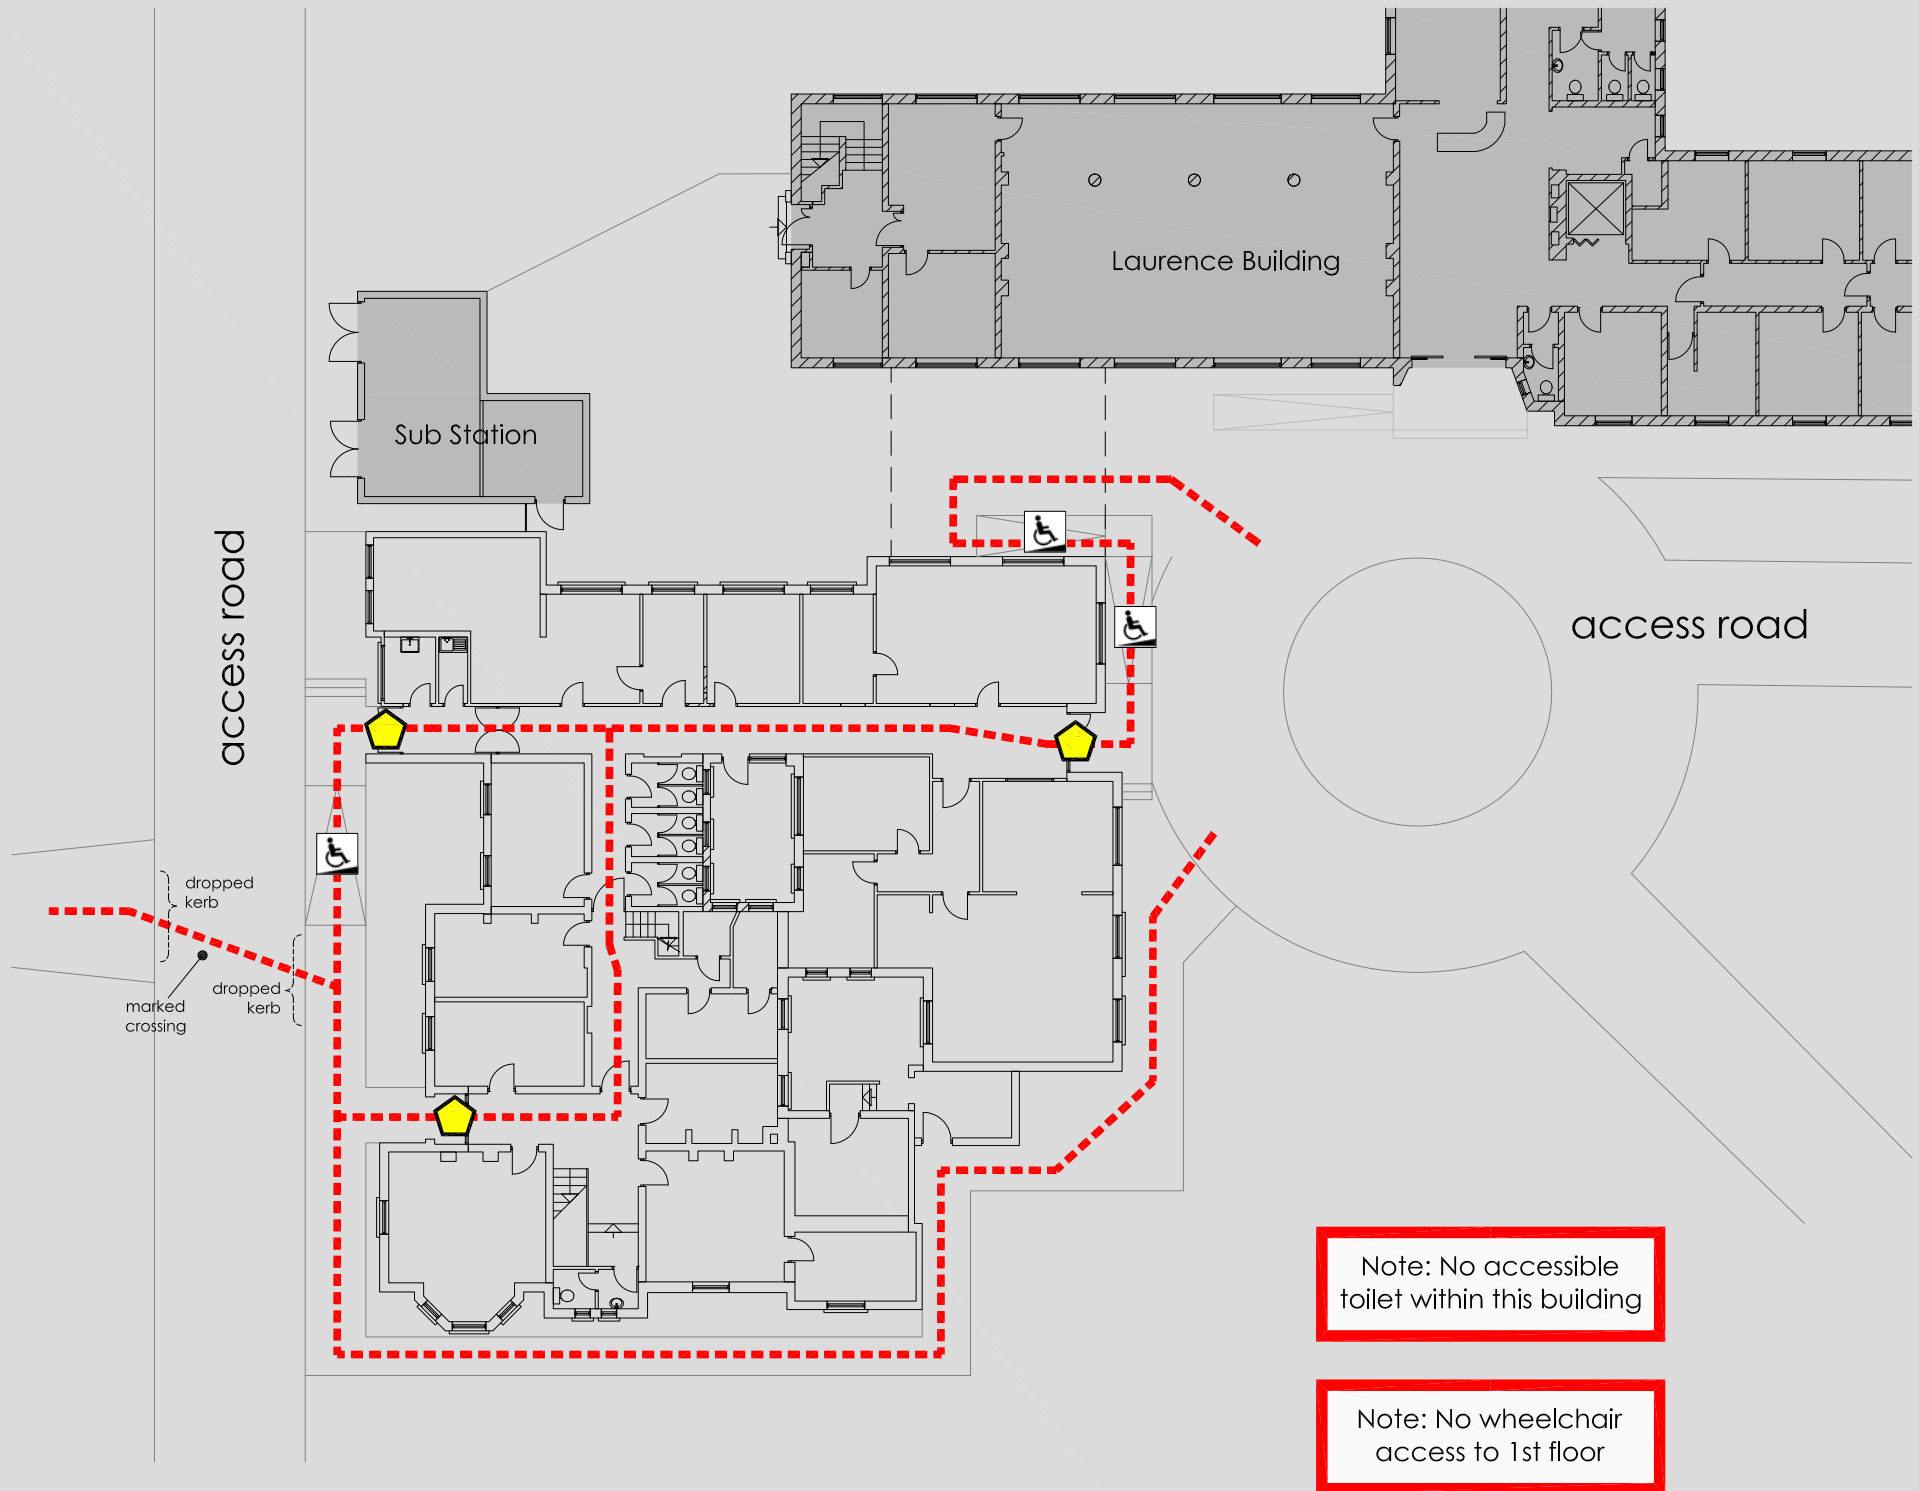 Laurence Building
Sub Station
access road
access road
dropped
kerb
dropped
kerb
marked
crossing
Note: No accessible
toilet within this building
Note: No wheelchair
access to 1st floor